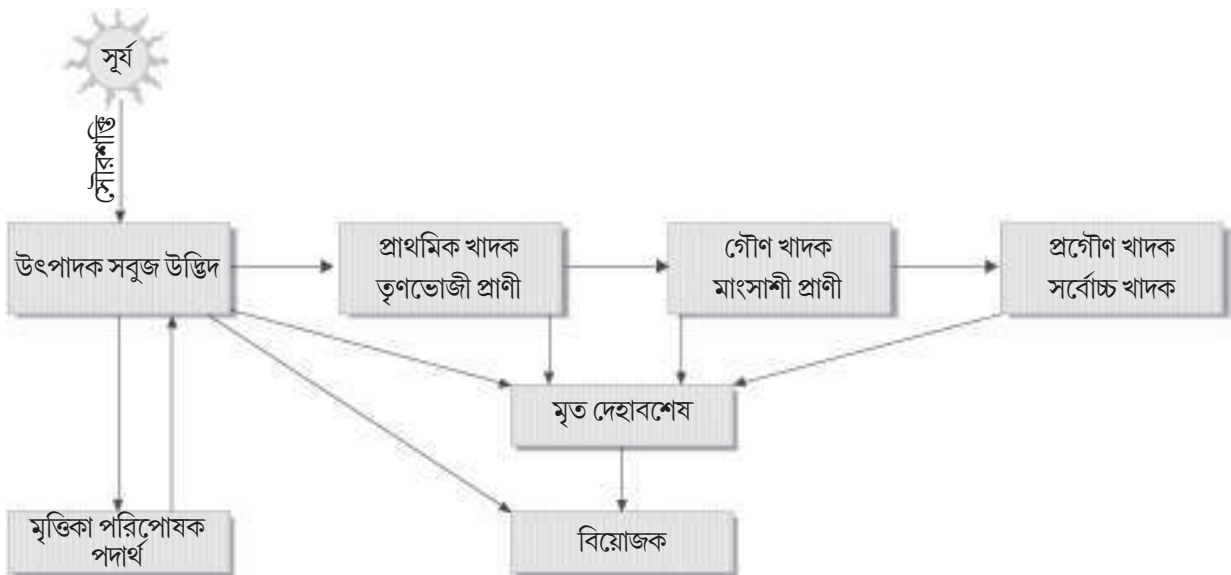 সূর্য
সৌরশক্তি
উৎপাদক সবুজ উদ্ভিদ
প্রাথমিক খাদক
তৃণভোজী প্রাণী
গৌণ খাদক
মাংসাশী প্রাণী
প্রগৌণ খাদক
সর্বোচ্চ খাদক
মৃত দেহাবশেষ
মৃত্তিকা পরিপোষক
পদার্থ
বিয়োজক